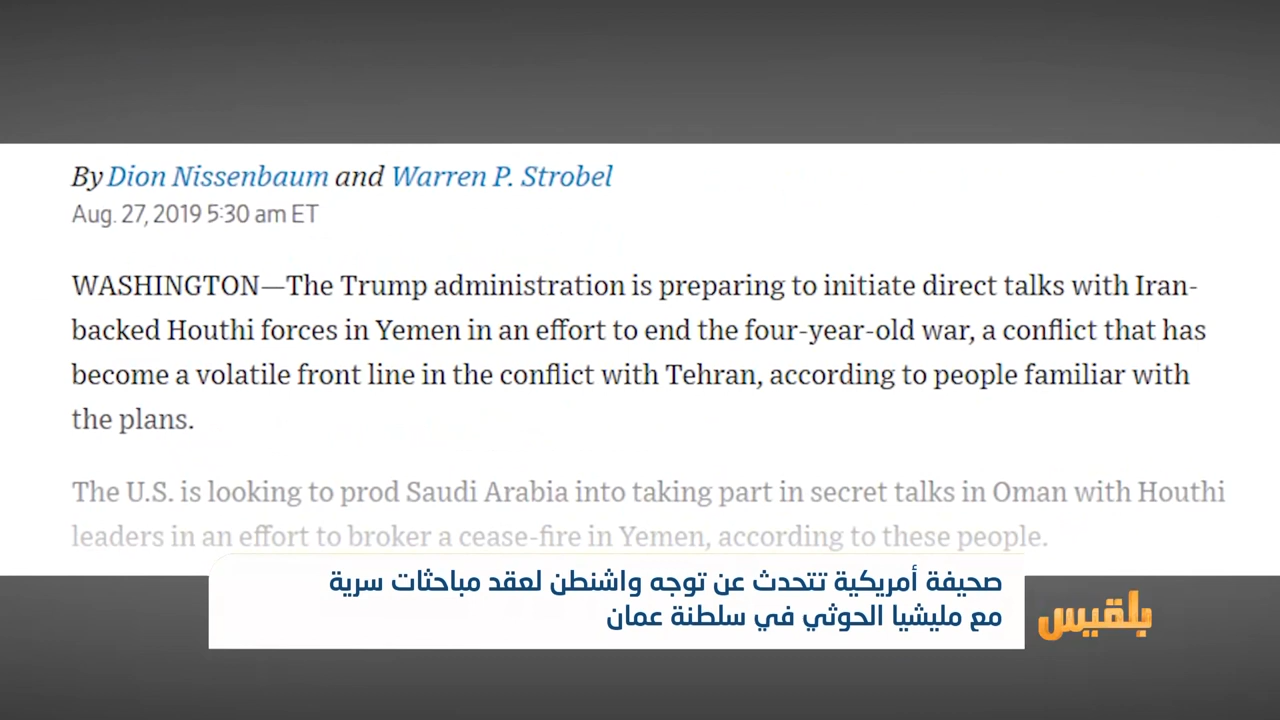 By Dion Nissenbaum and Warren P. Strobel
Aug. 27, 2019 5:30 am ET
WASHINGTON—The Trump administration is preparing to initiate direct talks with Iran-
backed Houthi forces in Yemen in an effort to end the four-year-old war, a conflict that has
become a volatile front line in the conflict with Tehran, according to people familiar with
the plans.
The U.S. is looking to prod Saudi Arabia into taking part in secret talks in Oman with Houthi
leaders in an effort to broker a cease-fire in Yemen, according to these people.
صحيفة أمريكية تتحدث عن توجه واشنطن لعقد مباحثات سرية
مع مليشيا الحوثي في سلطنة عمان
بلقيس